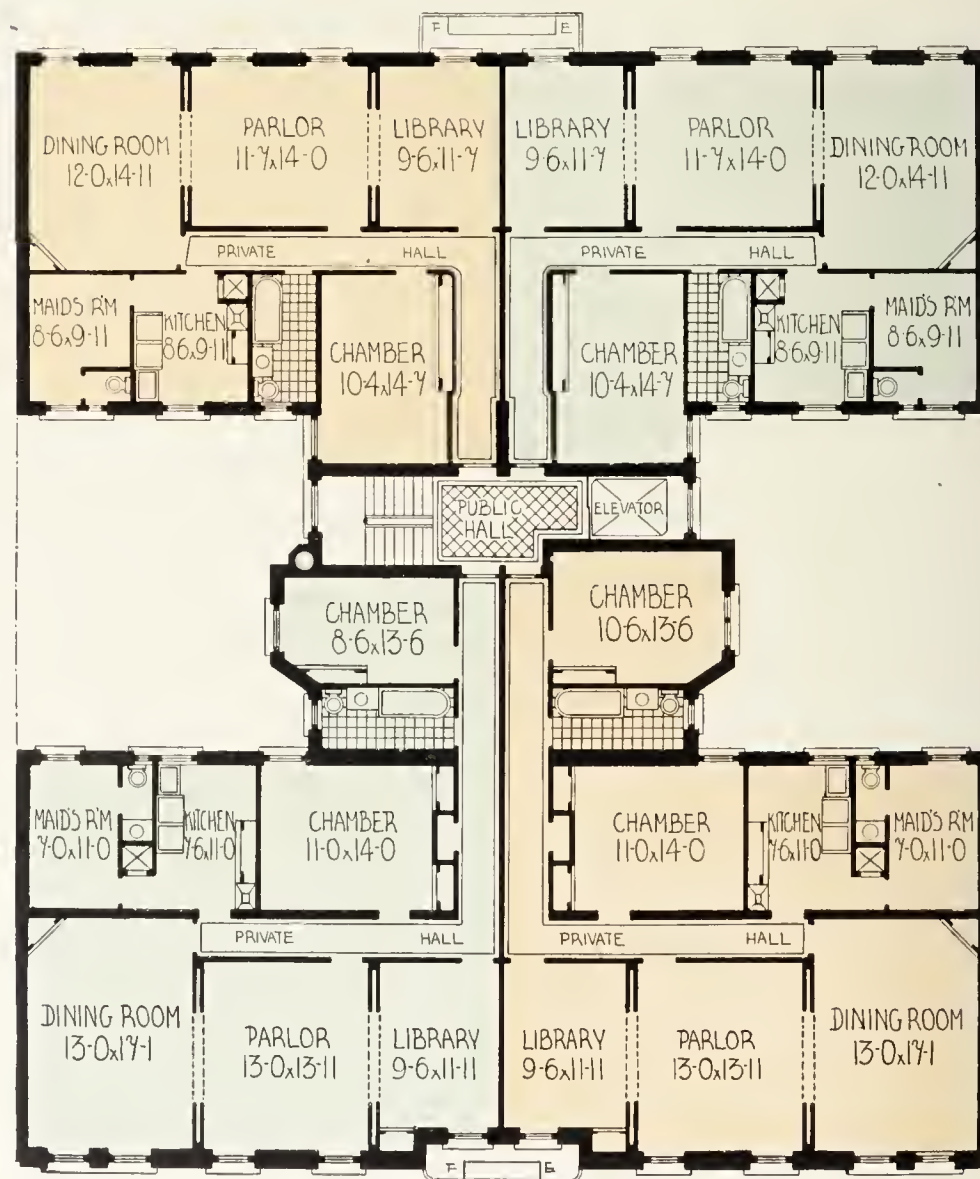 F E
DINING ROOM
12-0x14-11
PARLOR
11-7x14-0
LIBRARY
9-6x11-7
LIBRARY
9-6x11-7
PARLOR
11-7x14-0
DINING ROOM
12-0x14-11
PRIVATE HALL
PRIVATE HALL
MAID'S R'M
8-6x9-11
KITCHEN
8-6x9-11
CHAMBER
10-4x14-7
CHAMBER
10-4x14-7
KITCHEN
8-6x9-11
MAID'S R'M
8-6x9-11
PUBLIC
HALL
ELEVATOR
CHAMBER
8-6x13-6
CHAMBER
10-6x13-6
MAID'S R'M
7-0x11-0
KITCHEN
7-6x11-0
CHAMBER
11-0x14-0
CHAMBER
11-0x14-0
KITCHEN
7-6x11-0
MAID'S R'M
7-0x11-0
PRIVATE HALL
PRIVATE HALL
DINING ROOM
13-0x17-1
PARLOR
13-0x13-11
LIBRARY
9-6x11-11
LIBRARY
9-6x11-11
PARLOR
13-0x13-11
DINING ROOM
13-0x17-1
F E